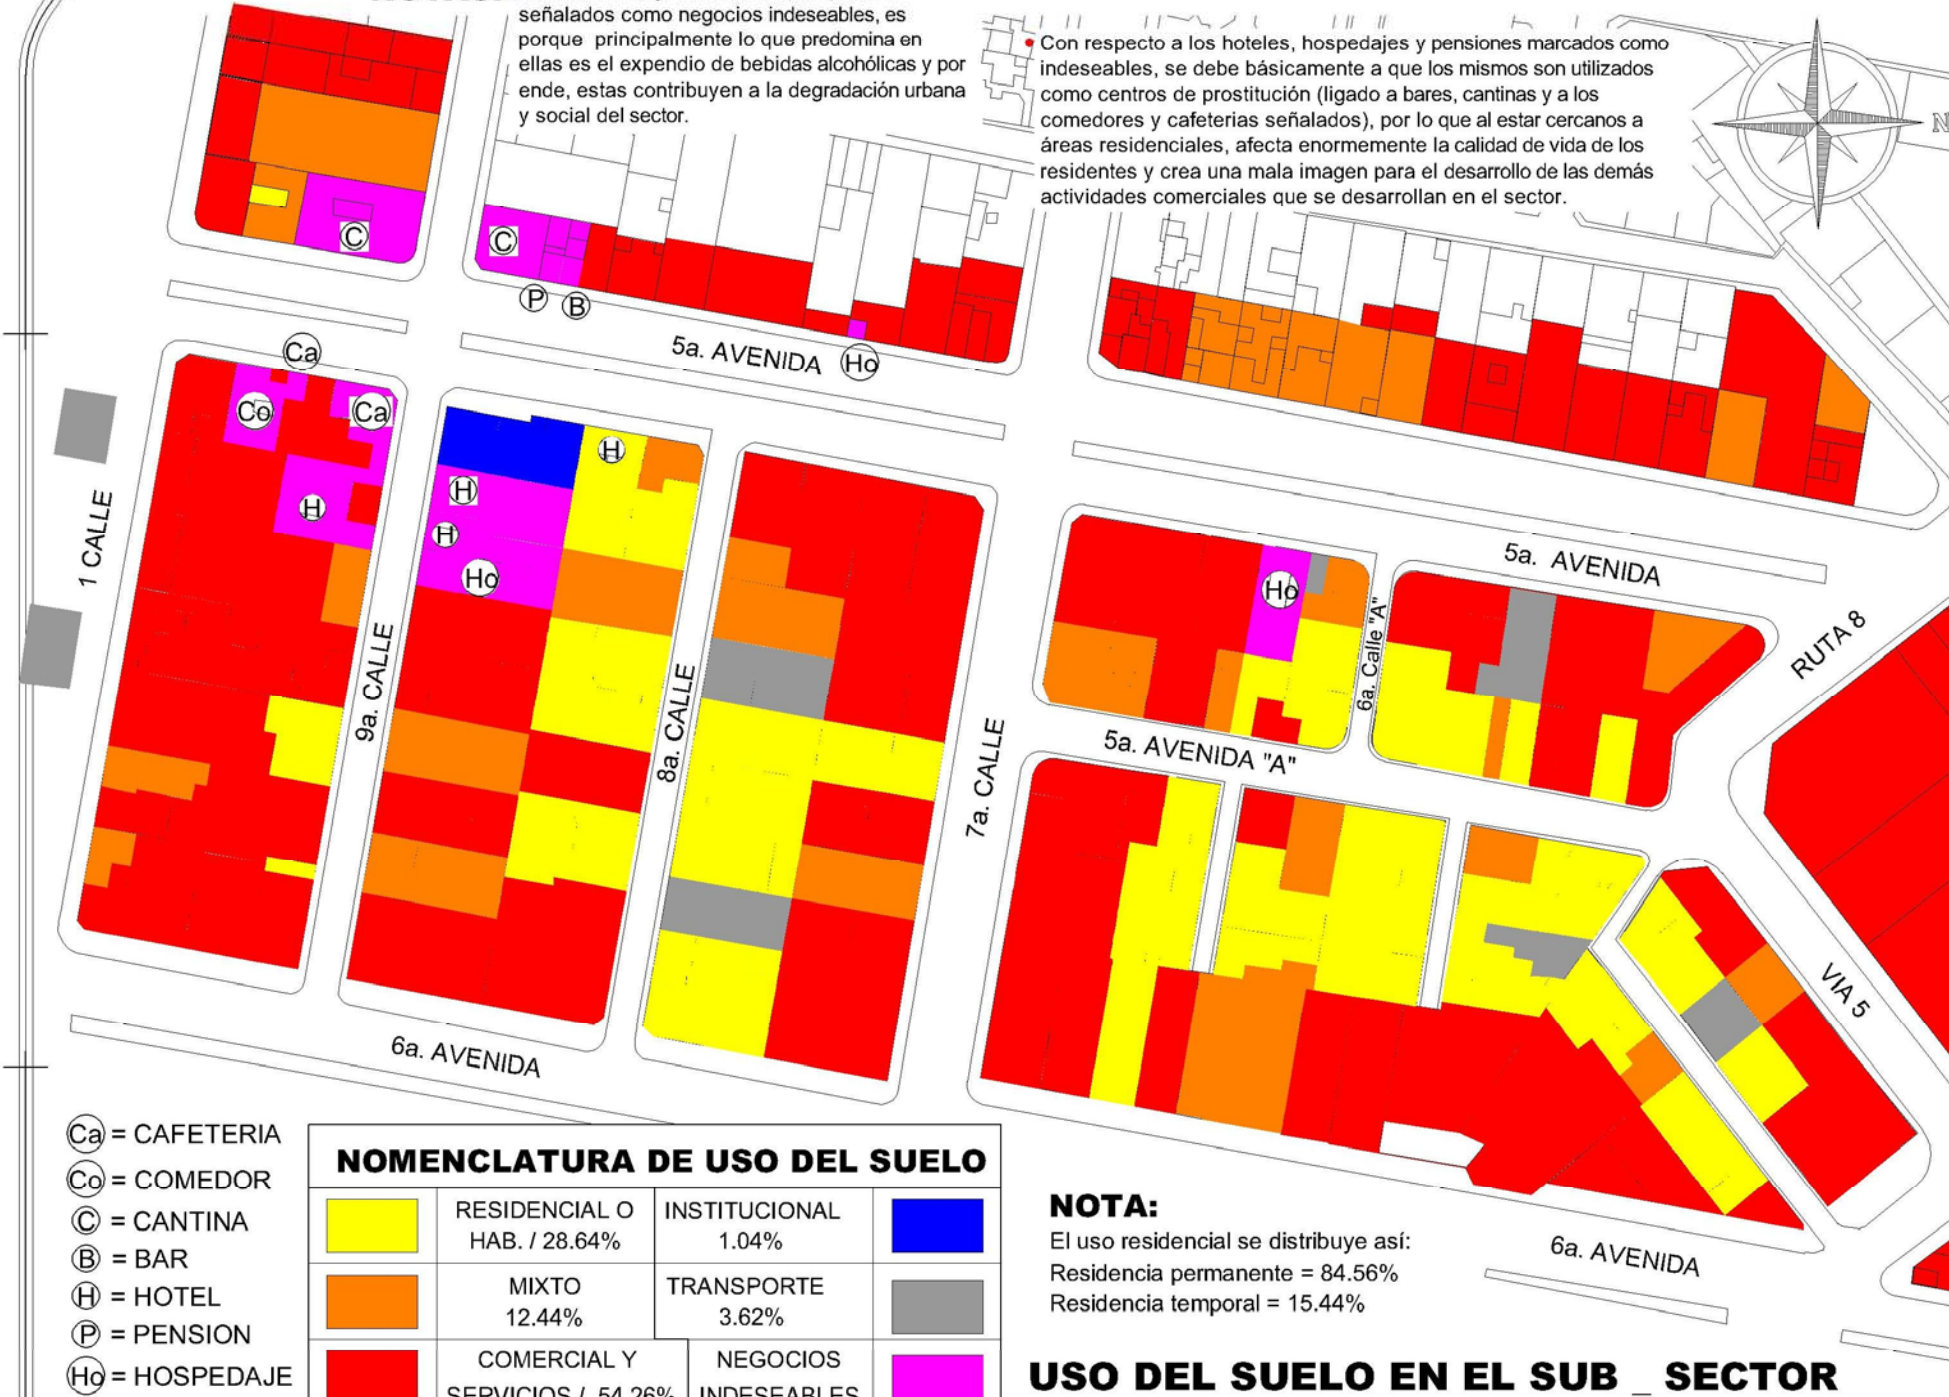 señalados como negocios indeseables, es
porque principalmente lo que predomina en
ellas es el expendio de bebidas alcohólicas y por
ende, estas contribuyen a la degradación urbana
y social del sector.
• Con respecto a los hoteles, hospedajes y pensiones marcados como
indeseables, se debe básicamente a que los mismos son utilizados
como centros de prostitución (ligado a bares, cantinas y a los
comedores y cafeterias señalados), por lo que al estar cercanos a
áreas residenciales, afecta enormemente la calidad de vida de los
residentes y crea una mala imagen para el desarrollo de las demás
actividades comerciales que se desarrollan en el sector.
N
C
C
P
B
Ca
5a. AVENIDA
Ho
Co
Ca
H
H
H
H
Ho
1 CALLE
9a. CALLE
8a. CALLE
7a. CALLE
Ho
5a. AVENIDA
6a. Calle "A"
RUTA 8
5a. AVENIDA "A"
VIA 5
6a. AVENIDA
6a. AVENIDA
Ca = CAFETERIA
Co = COMEDOR
C = CANTINA
B = BAR
H = HOTEL
P = PENSION
Ho = HOSPEDAJE
NOMENCLATURA DE USO DEL SUELO
RESIDENCIAL O
HAB. / 28.64%
INSTITUCIONAL
1.04%
MIXTO
12.44%
TRANSPORTE
3.62%
COMERCIAL Y
SERVICIOS / 54.26%
NEGOCIOS
INDESEABLES
NOTA:
El uso residencial se distribuye así:
Residencia permanente = 84.56%
Residencia temporal = 15.44%
USO DEL SUELO EN EL SUB _ SECTOR